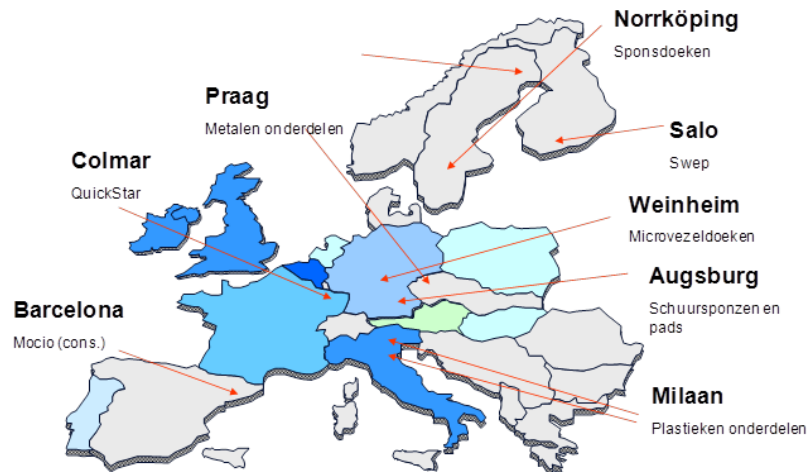 Norrköping
Sponsdoeken
Praag
Metalen onderdelen
Salo
Swep
Colmar
QuickStar
Weinheim
Microvezeldoeken
Augsburg
Schuursponzen en
pads
Barcelona
Mocio (cons.)
Milaan
Plastieken onderdelen